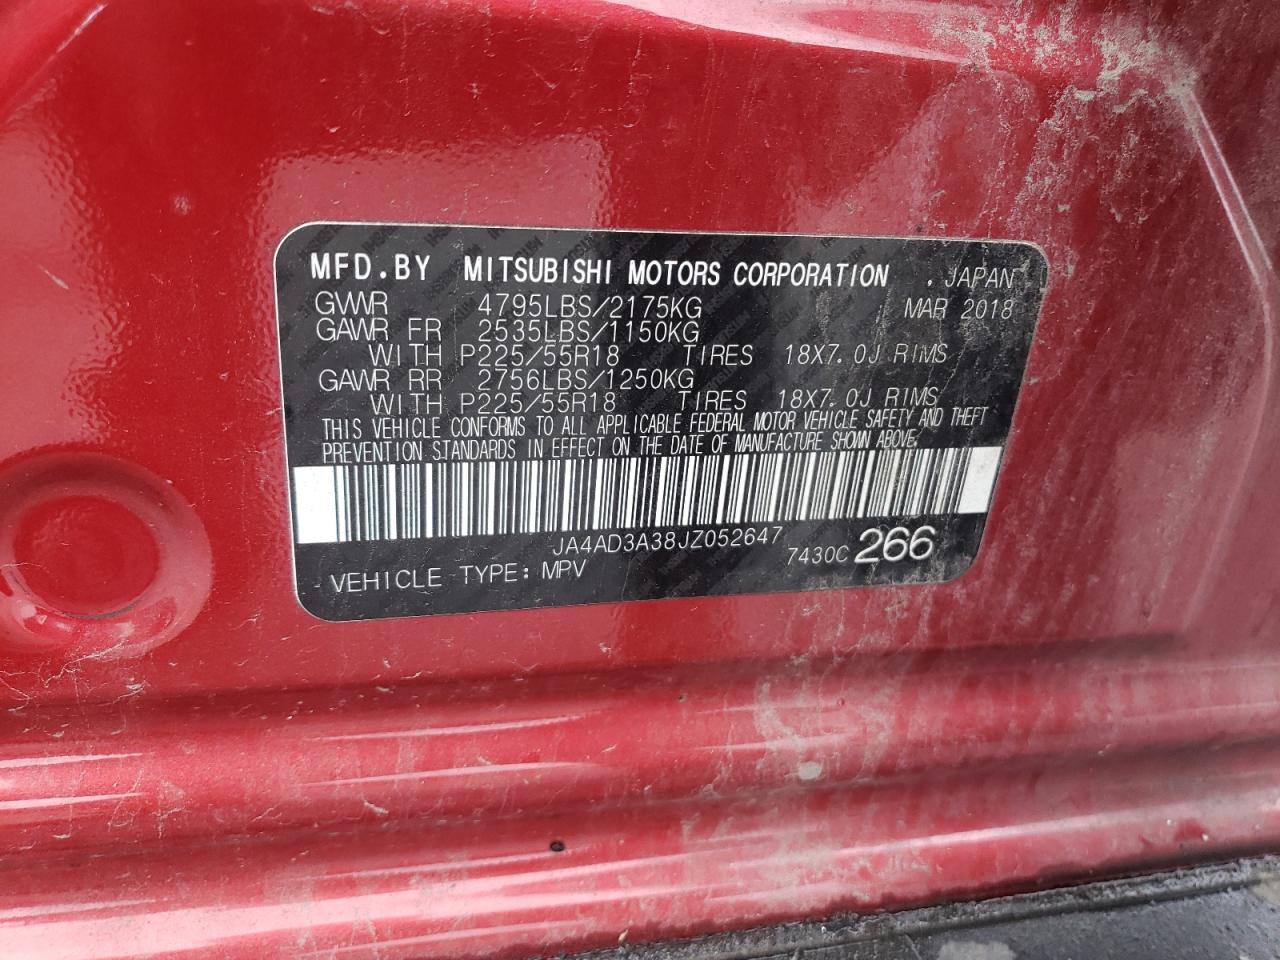 MFD.BY MITSUBISHI MOTORS CORPORATION .JAPAN
GVWR 4795LBS/2175KG MAR 2018
GAWR FR 2535LBS/1150KG
WITH P225/55R18 TIRES 18X7.0J RIMS
GAWR RR 2756LBS/1250KG
WITH P225/55R18 TIRES 18X7.0J RIMS
THIS VEHICLE CONFORMS TO ALL APPLICABLE FEDERAL MOTOR VEHICLE SAFETY AND THEFT
PREVENTION STANDARDS IN EFFECT ON THE DATE OF MANUFACTURE SHOWN ABOVE.
JA4AD3A38JZ052647
7430C 266
VEHICLE TYPE: MPV